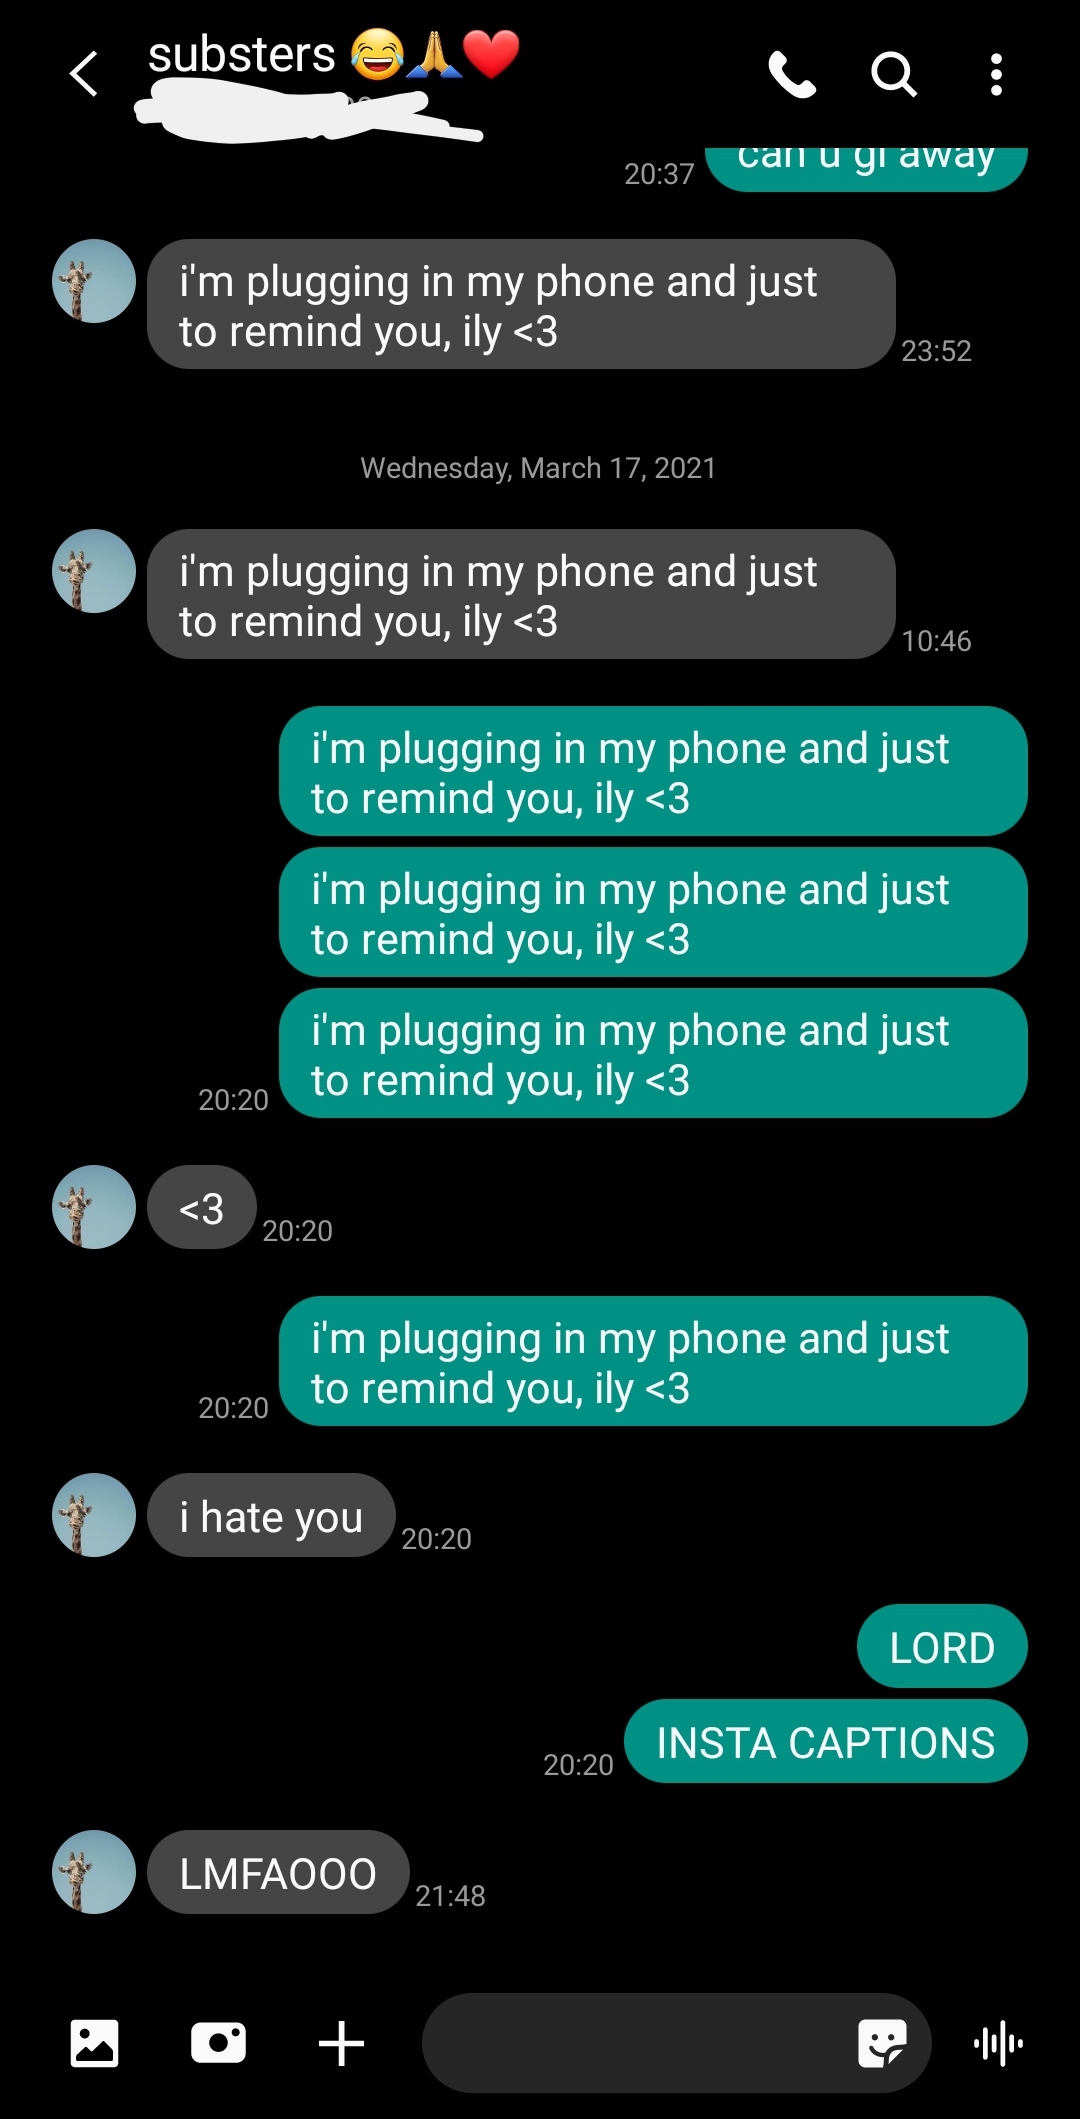 substers 😂🙏❤️
can u gi away
20:37
i'm plugging in my phone and just
to remind you, ily <3
23:52
Wednesday, March 17, 2021
i'm plugging in my phone and just
to remind you, ily <3
10:46
i'm plugging in my phone and just
to remind you, ily <3
i'm plugging in my phone and just
to remind you, ily <3
i'm plugging in my phone and just
to remind you, ily <3
20:20
<3
20:20
i'm plugging in my phone and just
to remind you, ily <3
20:20
i hate you
20:20
LORD
INSTA CAPTIONS
20:20
LMFAOOO
21:48